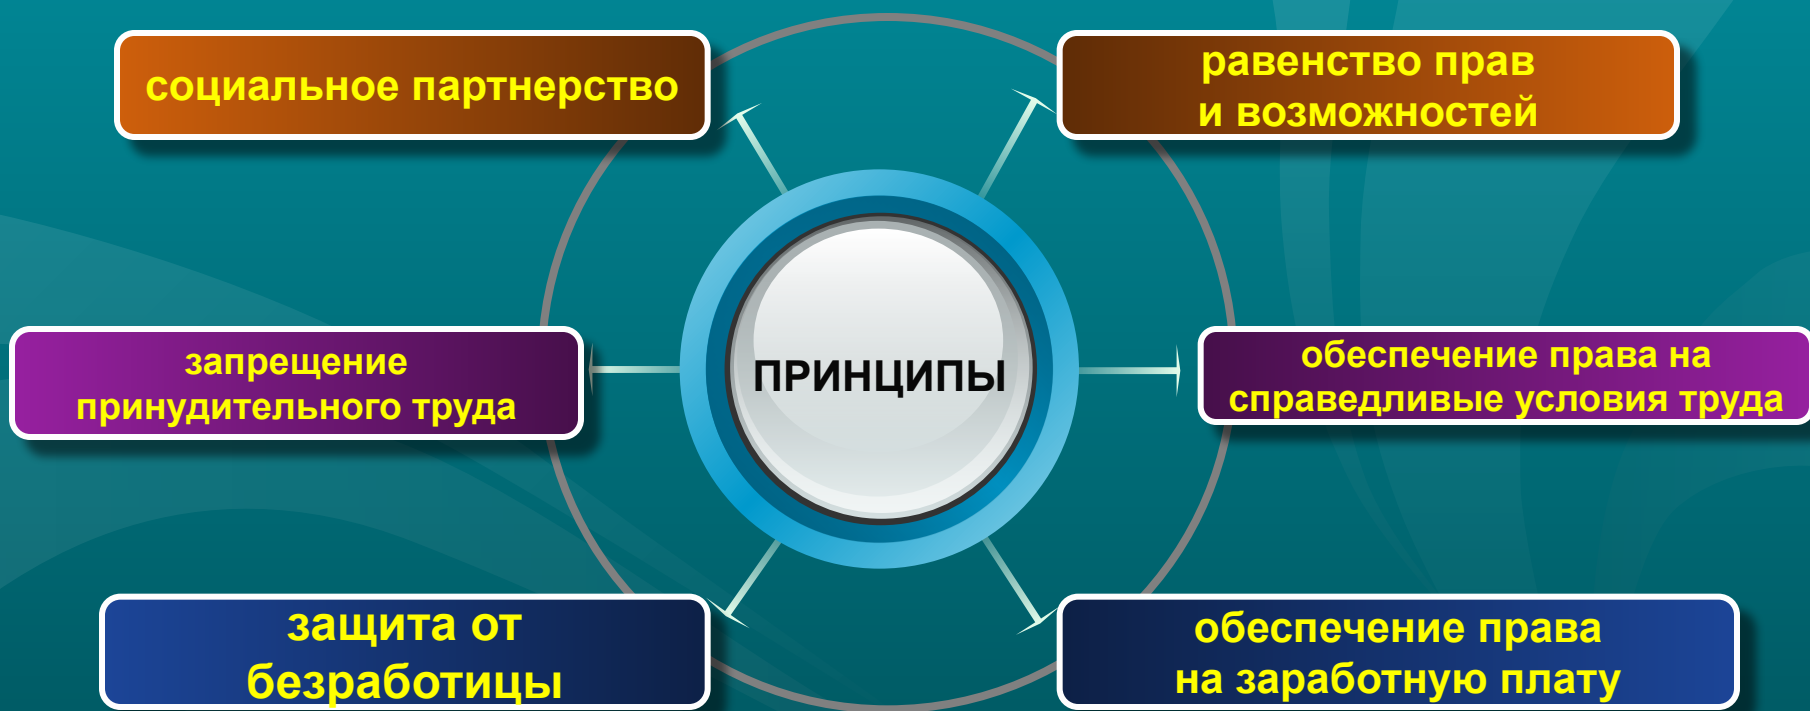 социальное партнерство
равенство прав
и возможностей
запрещение
принудительного труда
ПРИНЦИПЫ
обеспечение права на
справедливые условия труда
защита от
безработицы
обеспечение права
на заработную плату